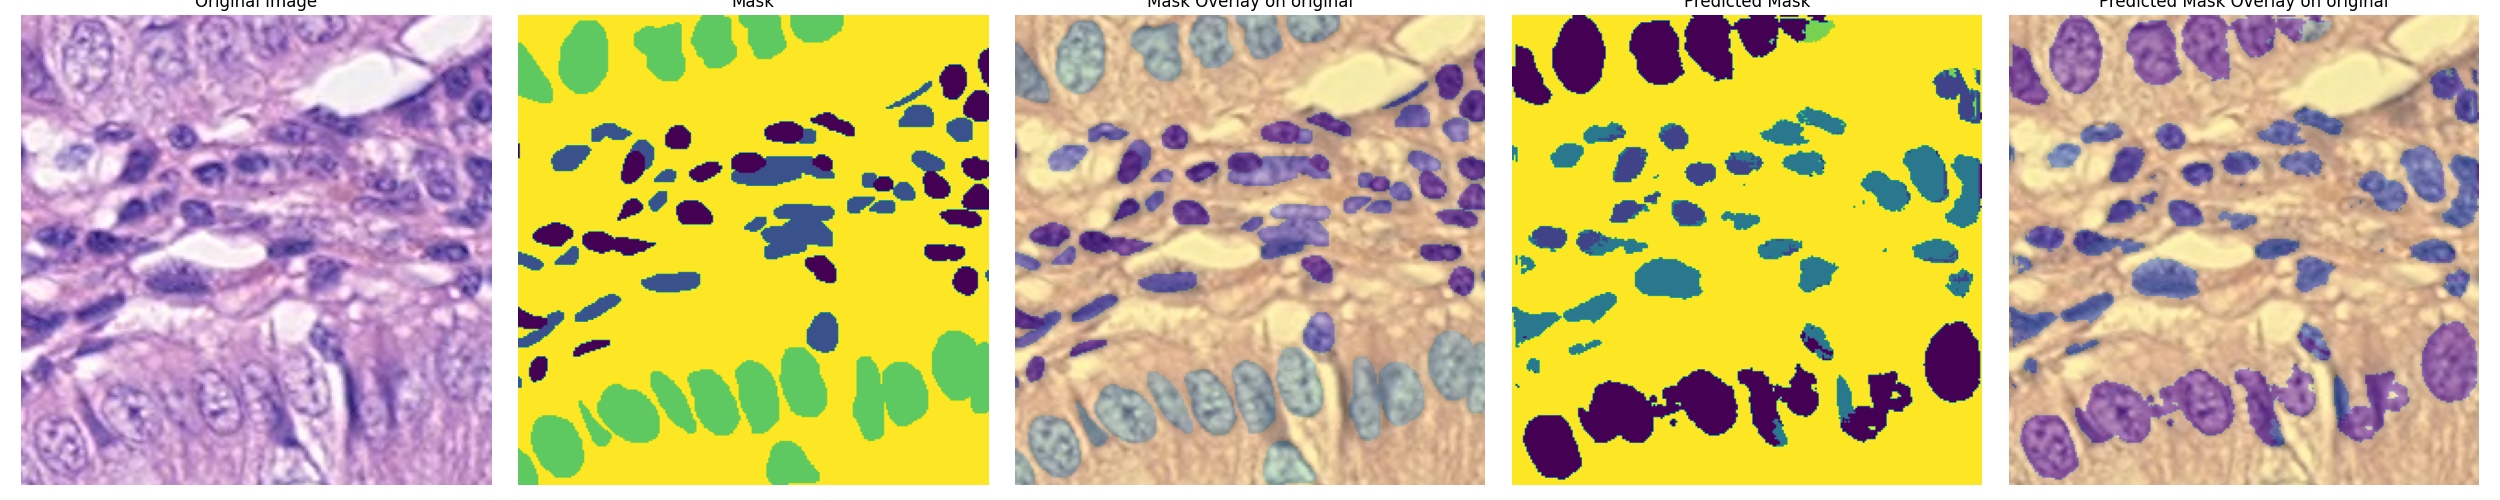 Original Image
Mask
Mask Overlay on original
Predicted Mask
Predicted Mask Overlay on original